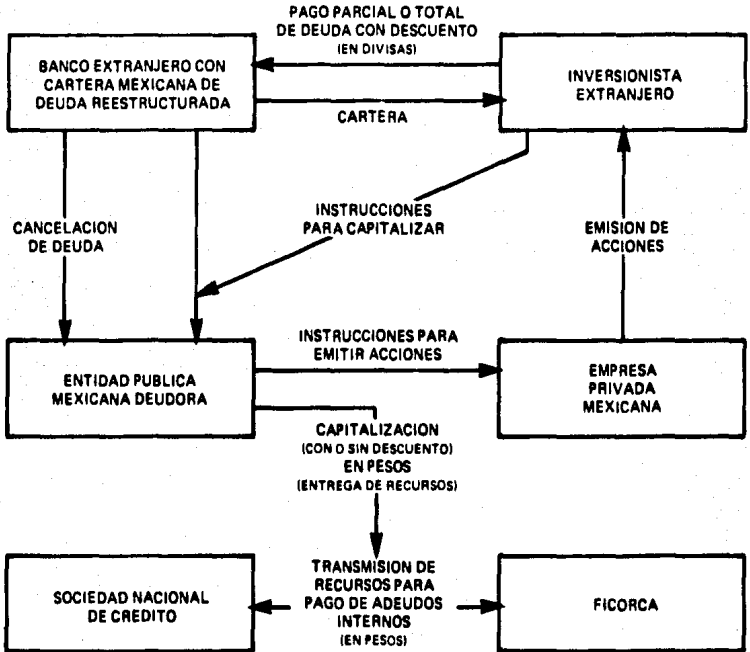 PAGO PARCIAL O TOTAL
DE DEUDA CON DESCUENTO
(EN DIVISAS)
BANCO EXTRANJERO CON
CARTERA MEXICANA DE
DEUDA REESTRUCTURADA
INVERSIONISTA
EXTRANJERO
CARTERA
CANCELACION
DE DEUDA
INSTRUCCIONES
PARA CAPITALIZAR
EMISION DE
ACCIONES
INSTRUCCIONES PARA
EMITIR ACCIONES
ENTIDAD PUBLICA
MEXICANA DEUDORA
EMPRESA
PRIVADA
MEXICANA
CAPITALIZACION
(CON O SIN DESCUENTO)
EN PESOS
(ENTREGA DE RECURSOS)
SOCIEDAD NACIONAL
DE CREDITO
TRANSMISION DE
RECURSOS PARA
PAGO DE ADEUDOS
INTERNOS
(EN PESOS)
FICORCA